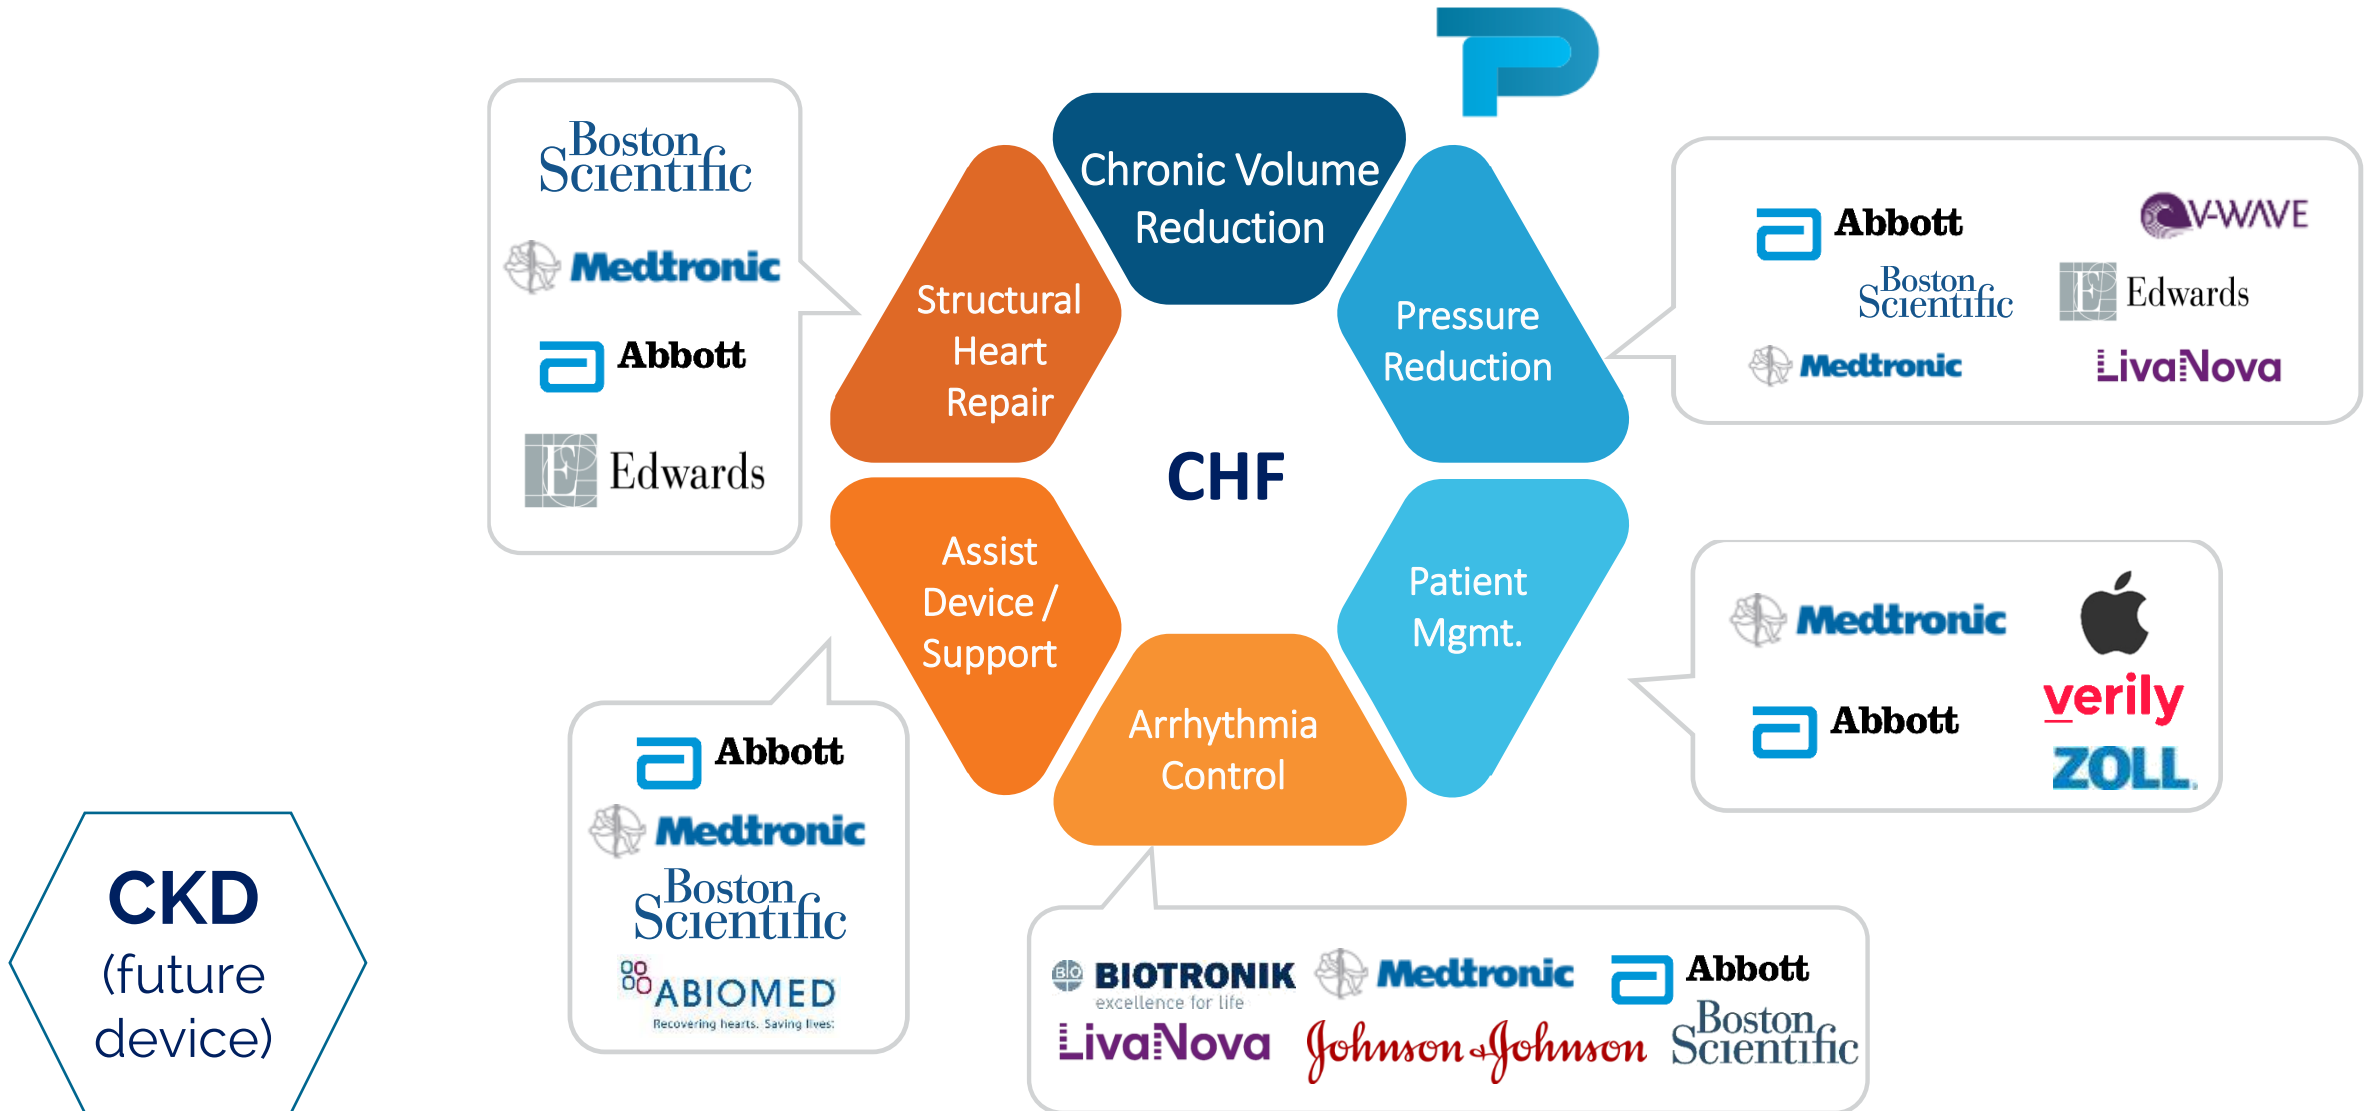 Boston
Scientific
Medtronic
Abbott
Edwards
Chronic Volume
Reduction
Structural
Heart
Repair
Pressure
Reduction
CHF
Assist
Device /
Support
Patient
Mgmt.
Arrhythmia
Control
Abbott
V-WAVE
Boston
Scientific
Edwards
Medtronic
LivaNova
Medtronic
verily
Abbott
ZOLL
Abbott
Medtronic
Boston
Scientific
ABIOMED
Recovering hearts. Saving lives.
BIO BIOTRONIK
excellence for life
Medtronic
Abbott
LivaNova
Johnson & Johnson
Boston
Scientific
CKD
(future
device)